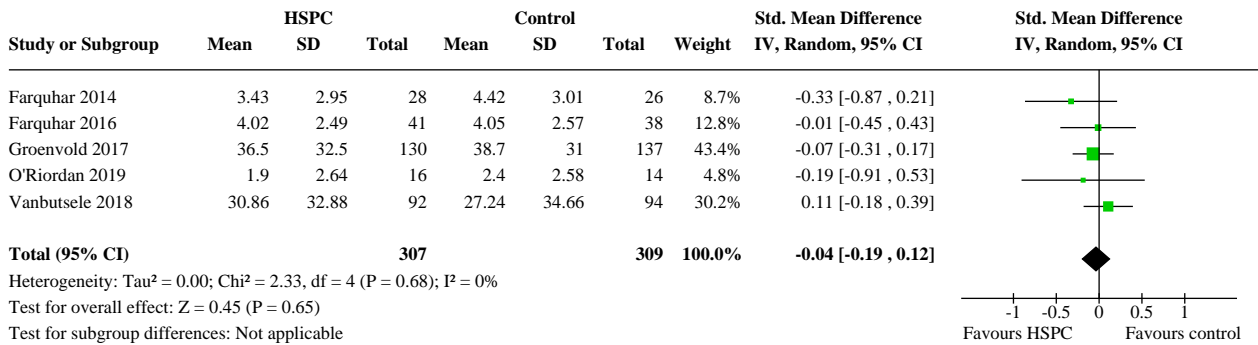 HSPC Control Std. Mean Difference Std. Mean Difference
Study or Subgroup Mean SD Total Mean SD Total Weight IV, Random, 95% CI IV, Random, 95% CI
Farquhar 2014 3.43 2.95 28 4.42 3.01 26 8.7% -0.33 [-0.87 , 0.21]
Farquhar 2016 4.02 2.49 41 4.05 2.57 38 12.8% -0.01 [-0.45 , 0.43]
Groenvold 2017 36.5 32.5 130 38.7 31 137 43.4% -0.07 [-0.31 , 0.17]
O'Riordan 2019 1.9 2.64 16 2.4 2.58 14 4.8% -0.19 [-0.91 , 0.53]
Vanbutsele 2018 30.86 32.88 92 27.24 34.66 94 30.2% 0.11 [-0.18 , 0.39]
Total (95% CI) 307 309 100.0% -0.04 [-0.19 , 0.12]
Heterogeneity: Tau² = 0.00; Chi² = 2.33, df = 4 (P = 0.68); I² = 0%
Test for overall effect: Z = 0.45 (P = 0.65)
Test for subgroup differences: Not applicable
-1 -0.5 0 0.5 1
Favours HSPC Favours control